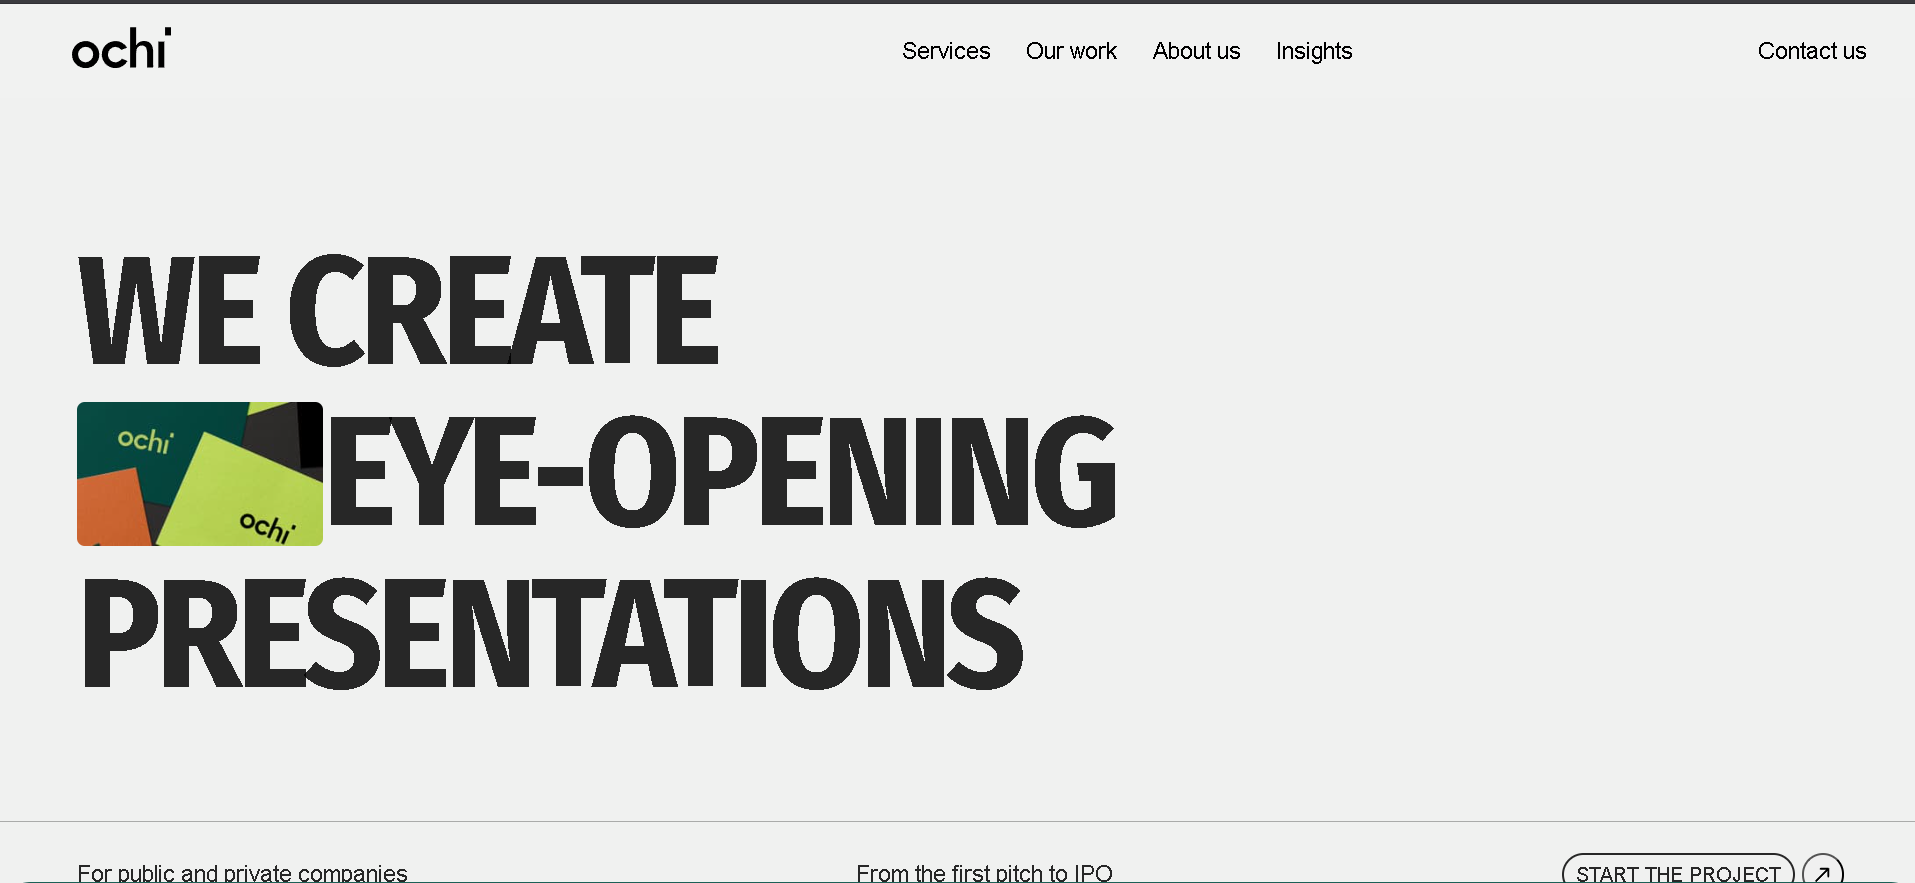 ochi
Services Our work About us Insights Contact us
WE CREATE
ochi
ochi
EYE-OPENING
PRESENTATIONS
For public and private companies
From the first pitch to IPO
START THE PROJECT